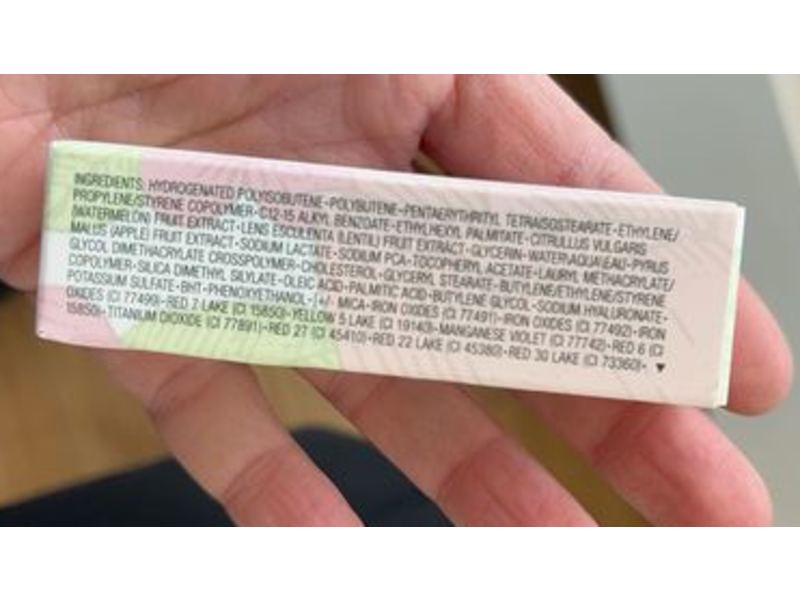 INGREDIENTS: HYDROGENATED POLYISOBUTENE•POLYBUTENE•PENTAERYTHRITYL TETRAISOSTEARATE•ETHYLENE/
PROPYLENE/STYRENE COPOLYMER•C12-15 ALKYL BENZOATE•ETHYLHEXYL PALMITATE•CITRULLUS VULGARIS
(WATERMELON) FRUIT EXTRACT•LENS ESCULENTA (LENTIL) FRUIT EXTRACT•GLYCERIN•WATER\AQUA\EAU•PYRUS
MALUS (APPLE) FRUIT EXTRACT•SODIUM LACTATE•SODIUM PCA•TOCOPHERYL ACETATE•LAURYL METHACRYLATE/
GLYCOL DIMETHACRYLATE CROSSPOLYMER•CHOLESTEROL•GLYCERYL STEARATE•BUTYLENE/ETHYLENE/STYRENE
COPOLYMER•SILICA DIMETHYL SILYLATE•OLEIC ACID•PALMITIC ACID•BUTYLENE GLYCOL•SODIUM HYALURONATE•
POTASSIUM SULFATE•BHT•PHENOXYETHANOL•[+/- MICA•IRON OXIDES (CI 77491)•IRON OXIDES (CI 77492)•IRON
OXIDES (CI 77499)•RED 7 LAKE (CI 15850)•YELLOW 5 LAKE (CI 19140)•MANGANESE VIOLET (CI 77742)•RED 6 (CI
15850)•TITANIUM DIOXIDE (CI 77891)•RED 27 (CI 45410)•RED 22 LAKE (CI 45380)•RED 30 LAKE (CI 73360)• ▼